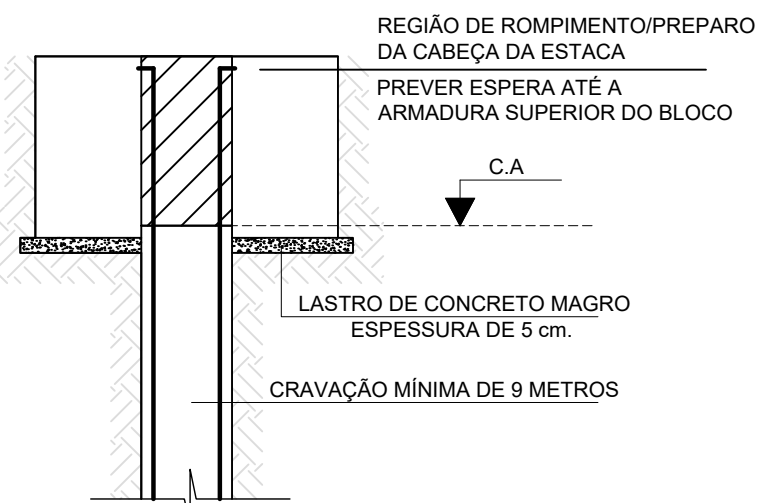 REGIÃO DE ROMPIMENTO/PREPARO
DA CABEÇA DA ESTACA
PREVER ESPERA ATÉ A
ARMADURA SUPERIOR DO BLOCO
C.A
LASTRO DE CONCRETO MAGRO
ESPESSURA DE 5 cm.
CRAVAÇÃO MÍNIMA DE 9 METROS